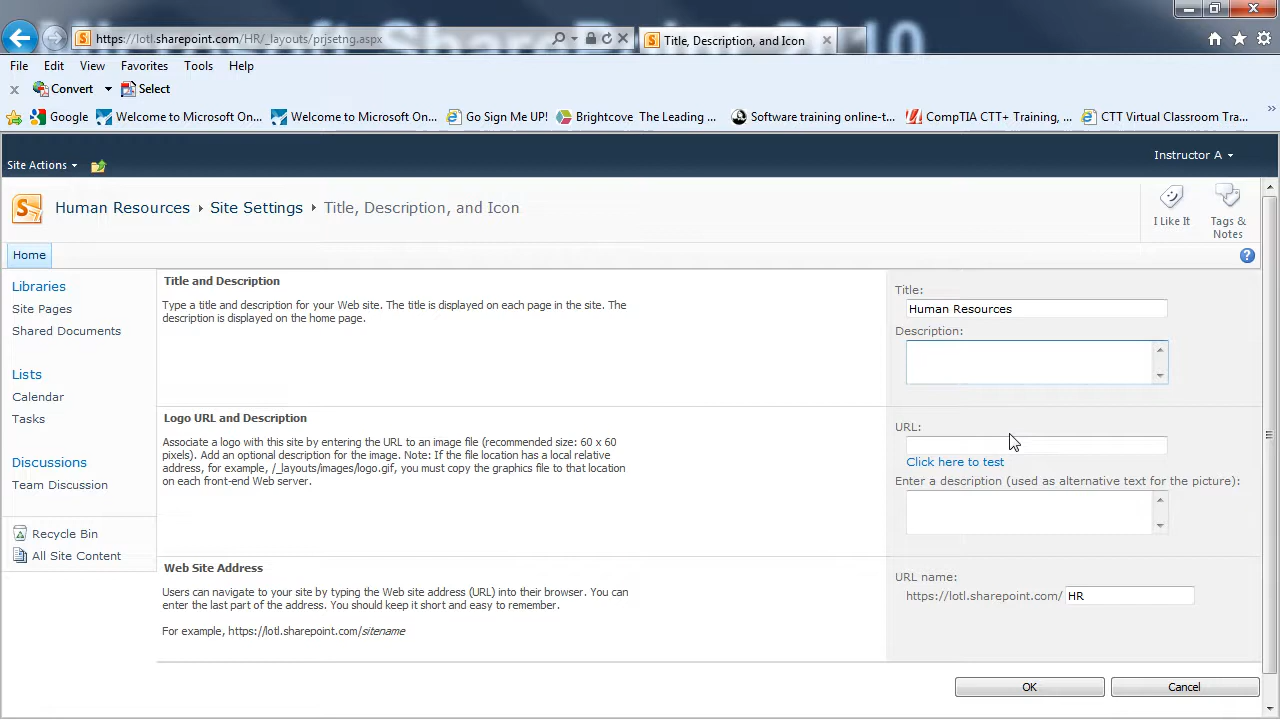 https://lotl.sharepoint.com/HR/_layouts/prjsetng.aspx
Title, Description, and Icon
File Edit View Favorites Tools Help
Convert Select
Google Welcome to Microsoft On... Welcome to Microsoft On... Go Sign Me UP! Brightcove The Leading ... Software training online-t... CompTIA CTT+ Training, ... CTT Virtual Classroom Tra...
Site Actions
Instructor A
Human Resources Site Settings Title, Description, and Icon
I Like It
Tags &
Notes
Home
Libraries
Site Pages
Shared Documents
Lists
Calendar
Tasks
Discussions
Team Discussion
Recycle Bin
All Site Content
Title and Description
Type a title and description for your Web site. The title is displayed on each page in the site. The
description is displayed on the home page.
Title:
Human Resources
Description:
Logo URL and Description
Associate a logo with this site by entering the URL to an image file (recommended size: 60 x 60
pixels). Add an optional description for the image. Note: If the file location has a local relative
address, for example, /_layouts/images/logo.gif, you must copy the graphics file to that location
on each front-end Web server.
URL:
Click here to test
Enter a description (used as alternative text for the picture):
Web Site Address
Users can navigate to your site by typing the Web site address (URL) into their browser. You can
enter the last part of the address. You should keep it short and easy to remember.
For example, https://lotl.sharepoint.com/sitename
URL name:
https://lotl.sharepoint.com/ HR
OK Cancel